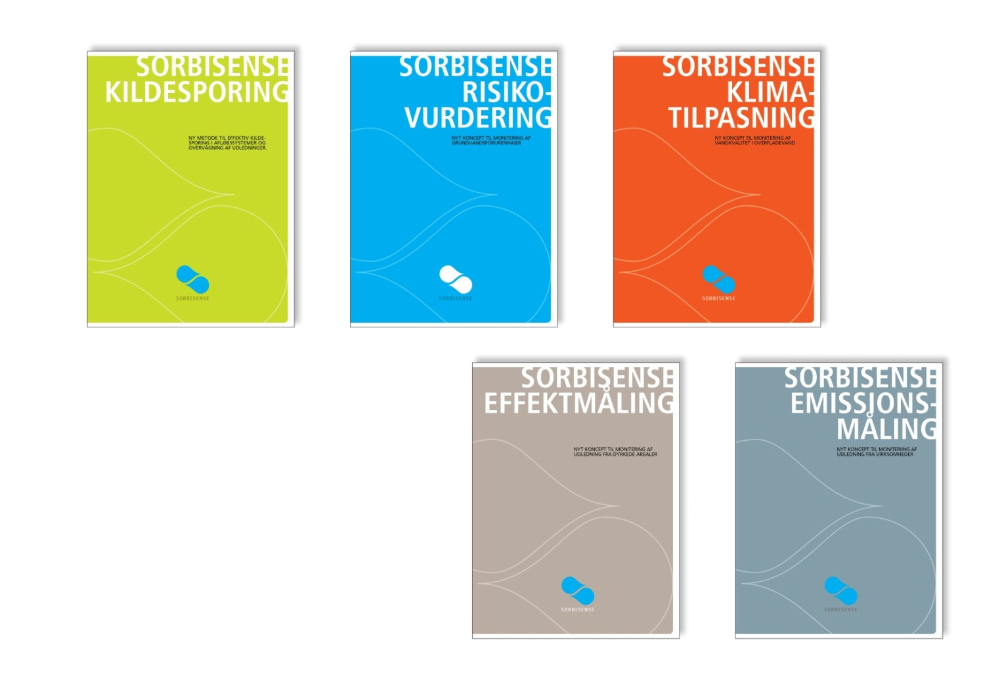 SORBISENSE
KILDESPORING
NY METODE TIL EFFEKTIV KILDE-
SPORING I AFLØBSSYSTEMER OG
OVERVÅGNING AF UDLEDNINGER.
SORBISENSE
SORBISENSE
RISIKO-
VURDERING
NYT KONCEPT TIL MONITERING AF
GRUNDVANDSFORURENINGER
SORBISENSE
SORBISENSE
KLIMA-
TILPASNING
NY KONCEPT TIL MONITERING AF
VANDKVALITET I OVERFLADEVAND
SORBISENSE
SORBISENSE
EFFEKTMÅLING
NYT KONCEPT TIL MONITERING AF
UDLEDNING FRA DYRKEDE AREALER
SORBISENSE
SORBISENSE
EMISSIONS-
MÅLING
NYT KONCEPT TIL MONITERIING AF
UDLEDNING FRA VIRKSOMHEDER
SORBISENSE